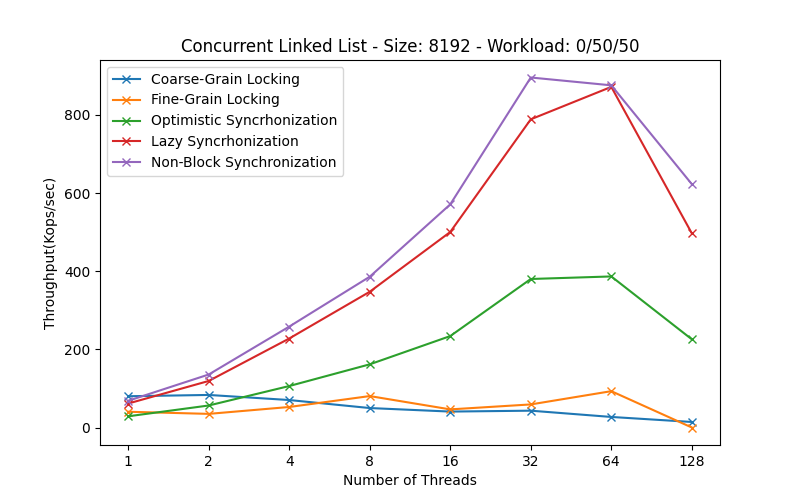 Concurrent Linked List - Size: 8192 - Workload: 0/50/50
Coarse-Grain Locking
Fine-Grain Locking
Optimistic Syncrhonization
Lazy Syncrhonization
Non-Block Synchronization
Throughput(Kops/sec)
800
600
400
200
0
1 2 4 8 16 32 64 128
Number of Threads